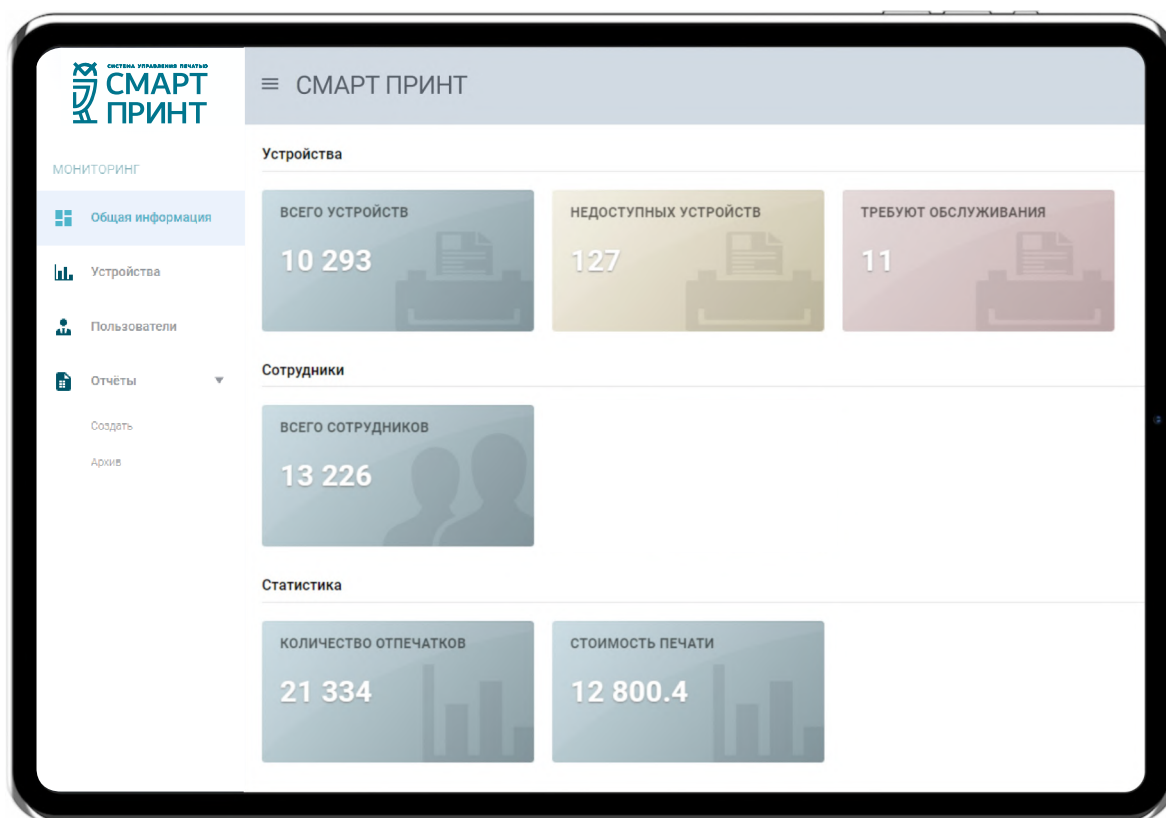 СИСТЕМА УПРАВЛЕНИЯ ПЕЧАТЬЮ
СМАРТ
ПРИНТ
СМАРТ ПРИНТ
МОНИТОРИНГ
Общая информация
Устройства
Пользователи
Отчёты
Создать
Архив
Устройства
ВСЕГО УСТРОЙСТВ
10 293
НЕДОСТУПНЫХ УСТРОЙСТВ
127
ТРЕБУЮТ ОБСЛУЖИВАНИЯ
11
Сотрудники
ВСЕГО СОТРУДНИКОВ
13 226
Статистика
КОЛИЧЕСТВО ОТПЕЧАТКОВ
21 334
СТОИМОСТЬ ПЕЧАТИ
12 800.4